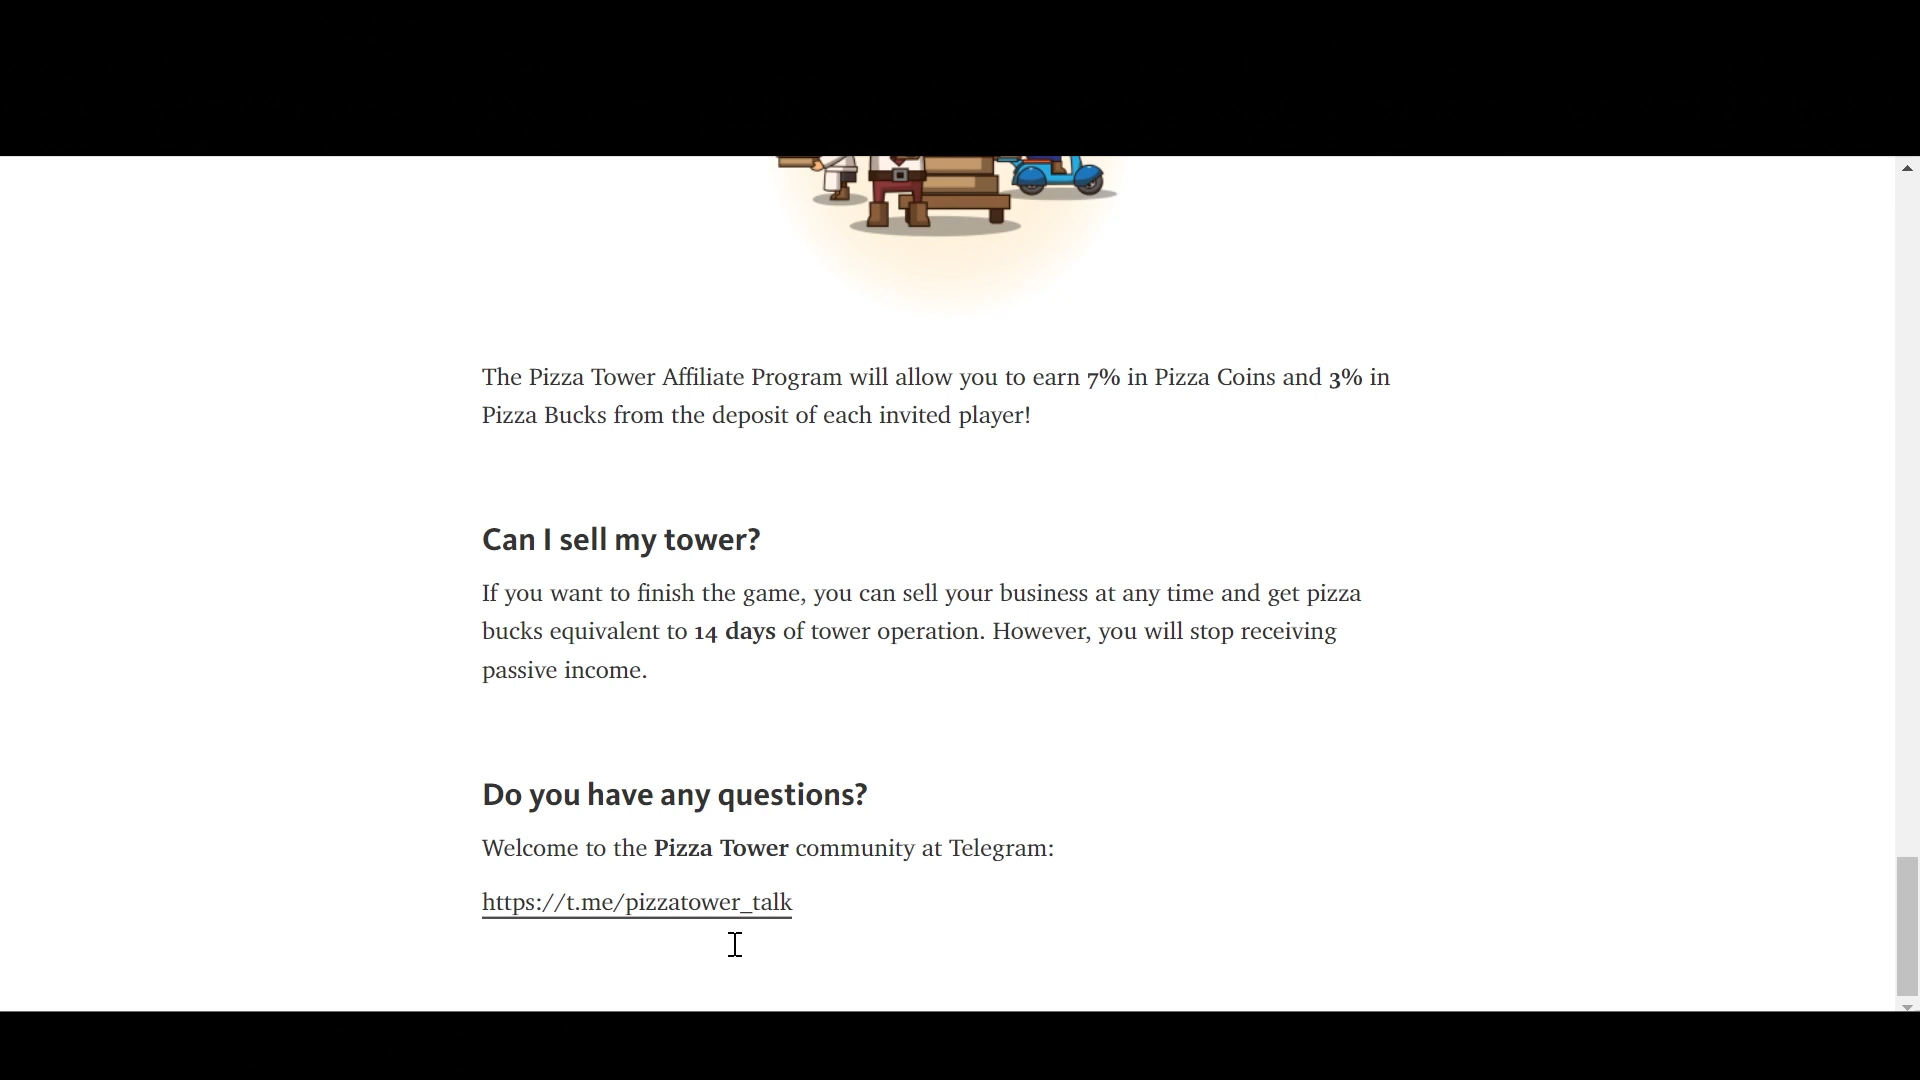 The Pizza Tower Affiliate Program will allow you to earn 7% in Pizza Coins and 3% in
Pizza Bucks from the deposit of each invited player!
Can I sell my tower?
If you want to finish the game, you can sell your business at any time and get pizza
bucks equivalent to 14 days of tower operation. However, you will stop receiving
passive income.
Do you have any questions?
Welcome to the Pizza Tower community at Telegram:
https://t.me/pizzatower_talk